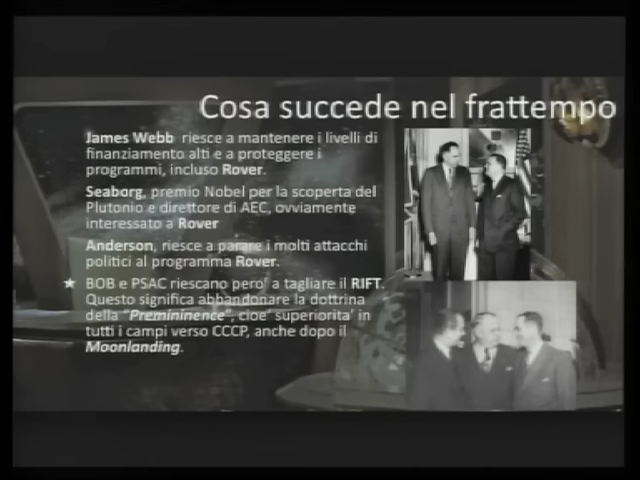 Cosa succede nel frattempo
James Webb riesce a mantenere i livelli di
finanziamento alti e a proteggere i
programmi, incluso Rover.
Seaborg, premio Nobel per la scoperta del
Plutonio e direttore di AEC, ovviamente
interessato a Rover
Anderson, riesce a parare i molti attacchi
politici al programma Rover.
★ BOB e PSAC riescano pero' a tagliare il RIFT.
Questo significa abbandonare la dottrina
della "Premininence", cioe' superiorita' in
tutti i campi verso CCCP, anche dopo il
Moonlanding.